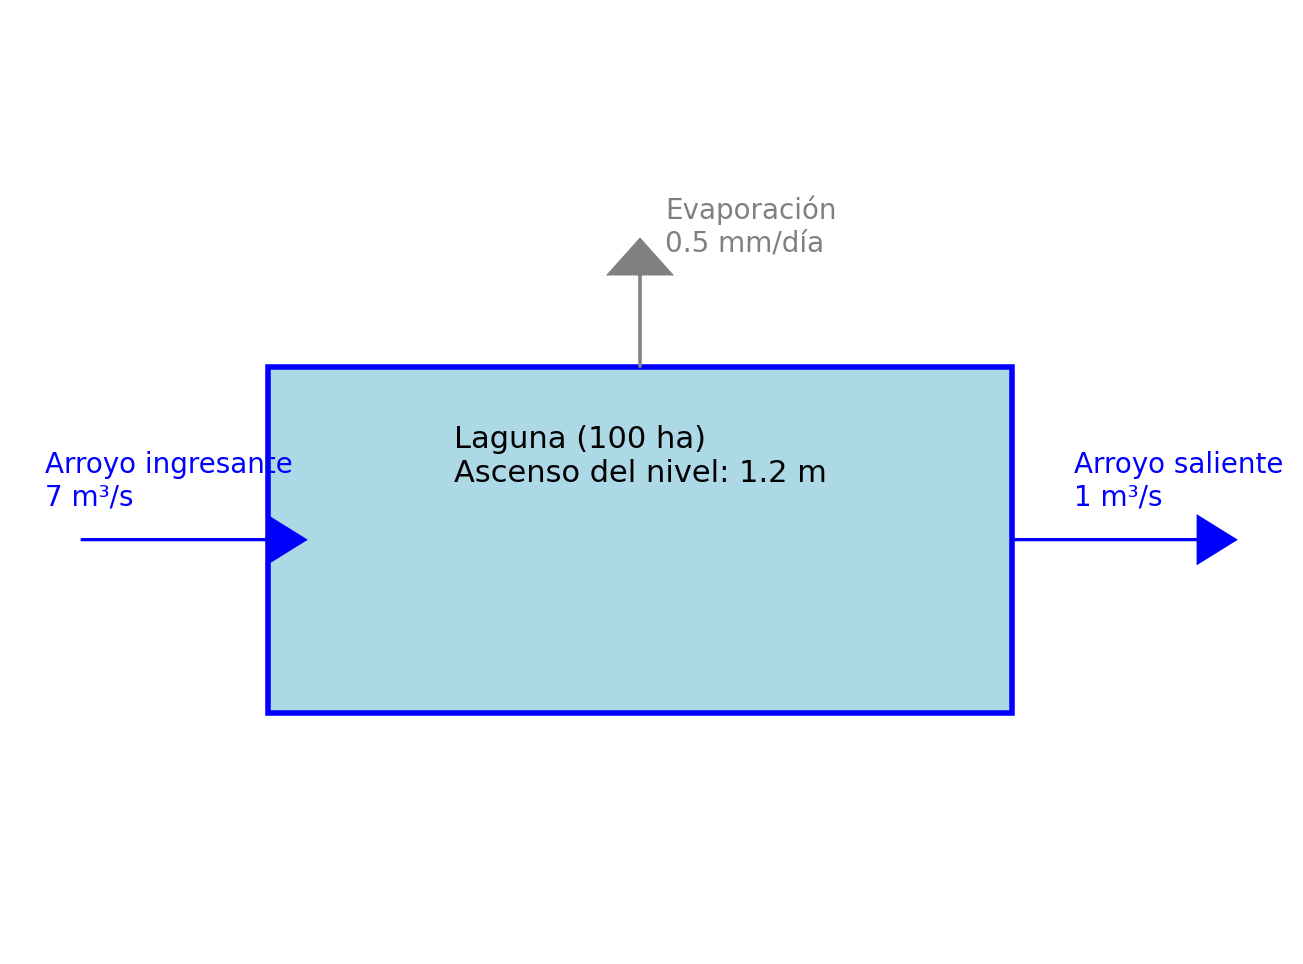 Evaporación
0.5 mm/día
Laguna (100 ha)
Ascenso del nivel: 1.2 m
Arroyo ingresante
7 m³/s
Arroyo saliente
1 m³/s